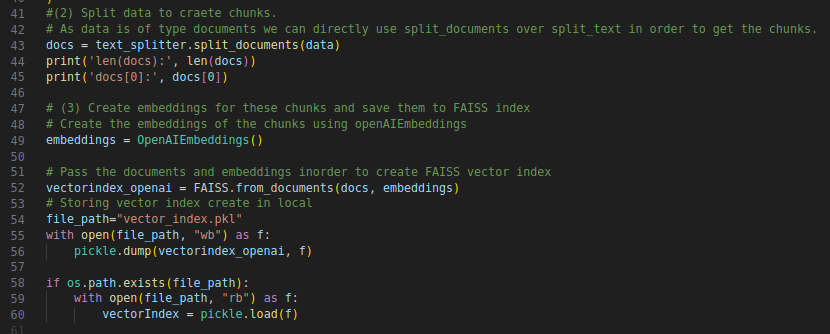 41 #(2) Split data to craete chunks.
42 # As data is of type documents we can directly use split_documents over split_text in order to get the chunks.
43 docs = text_splitter.split_documents(data)
44 print('len(docs):', len(docs))
45 print('docs[0]:', docs[0])
46
47 # (3) Create embeddings for these chunks and save them to FAISS index
48 # Create the embeddings of the chunks using openAIEmbeddings
49 embeddings = OpenAIEmbeddings()
50
51 # Pass the documents and embeddings inorder to create FAISS vector index
52 vectorindex_openai = FAISS.from_documents(docs, embeddings)
53 # Storing vector index create in local
54 file_path="vector_index.pkl"
55 with open(file_path, "wb") as f:
56     pickle.dump(vectorindex_openai, f)
57
58 if os.path.exists(file_path):
59     with open(file_path, "rb") as f:
60         vectorIndex = pickle.load(f)
61